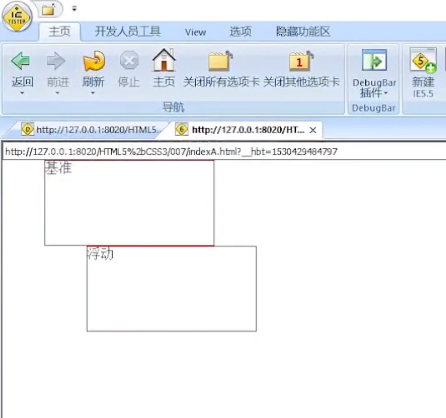 主页 开发人员工具 View 选项 隐藏功能区
返回 前进 刷新 停止 主页 关闭所有选项卡 关闭其他选项卡 DebugBar 新建
插件 IE5.5
导航 DebugBar
http://127.0.0.1:8020/HTML5. http://127.0.0.1:8020/HT...
http://127.0.0.1:8020/HTML5%2bCSS3/007/indexA.html?__hbt=1530429484797
基准
浮动